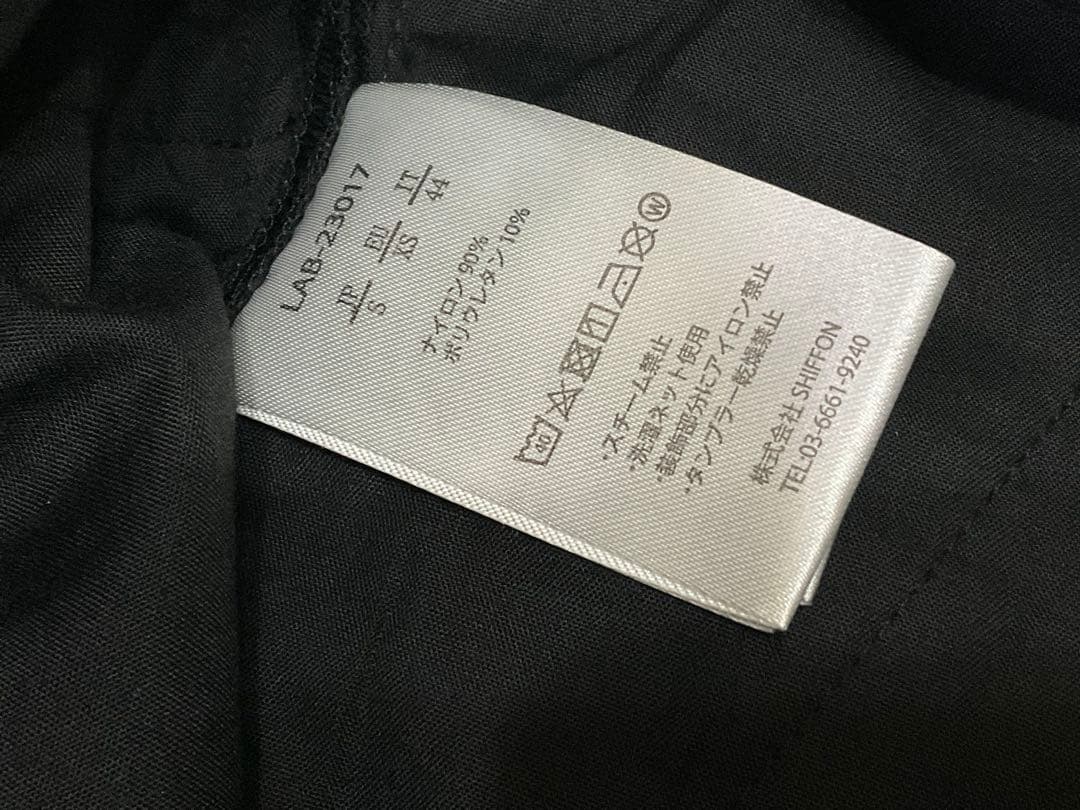 LAB-23017
JP EU IT
S XS 44
ナイロン 90%
ポリウレタン 10%
40 W
・スチーム禁止
・洗濯ネット使用
・装飾部分にアイロン禁止
・タンブラー乾燥禁止
株式会社 SHIFFON
TEL:03-6661-9240